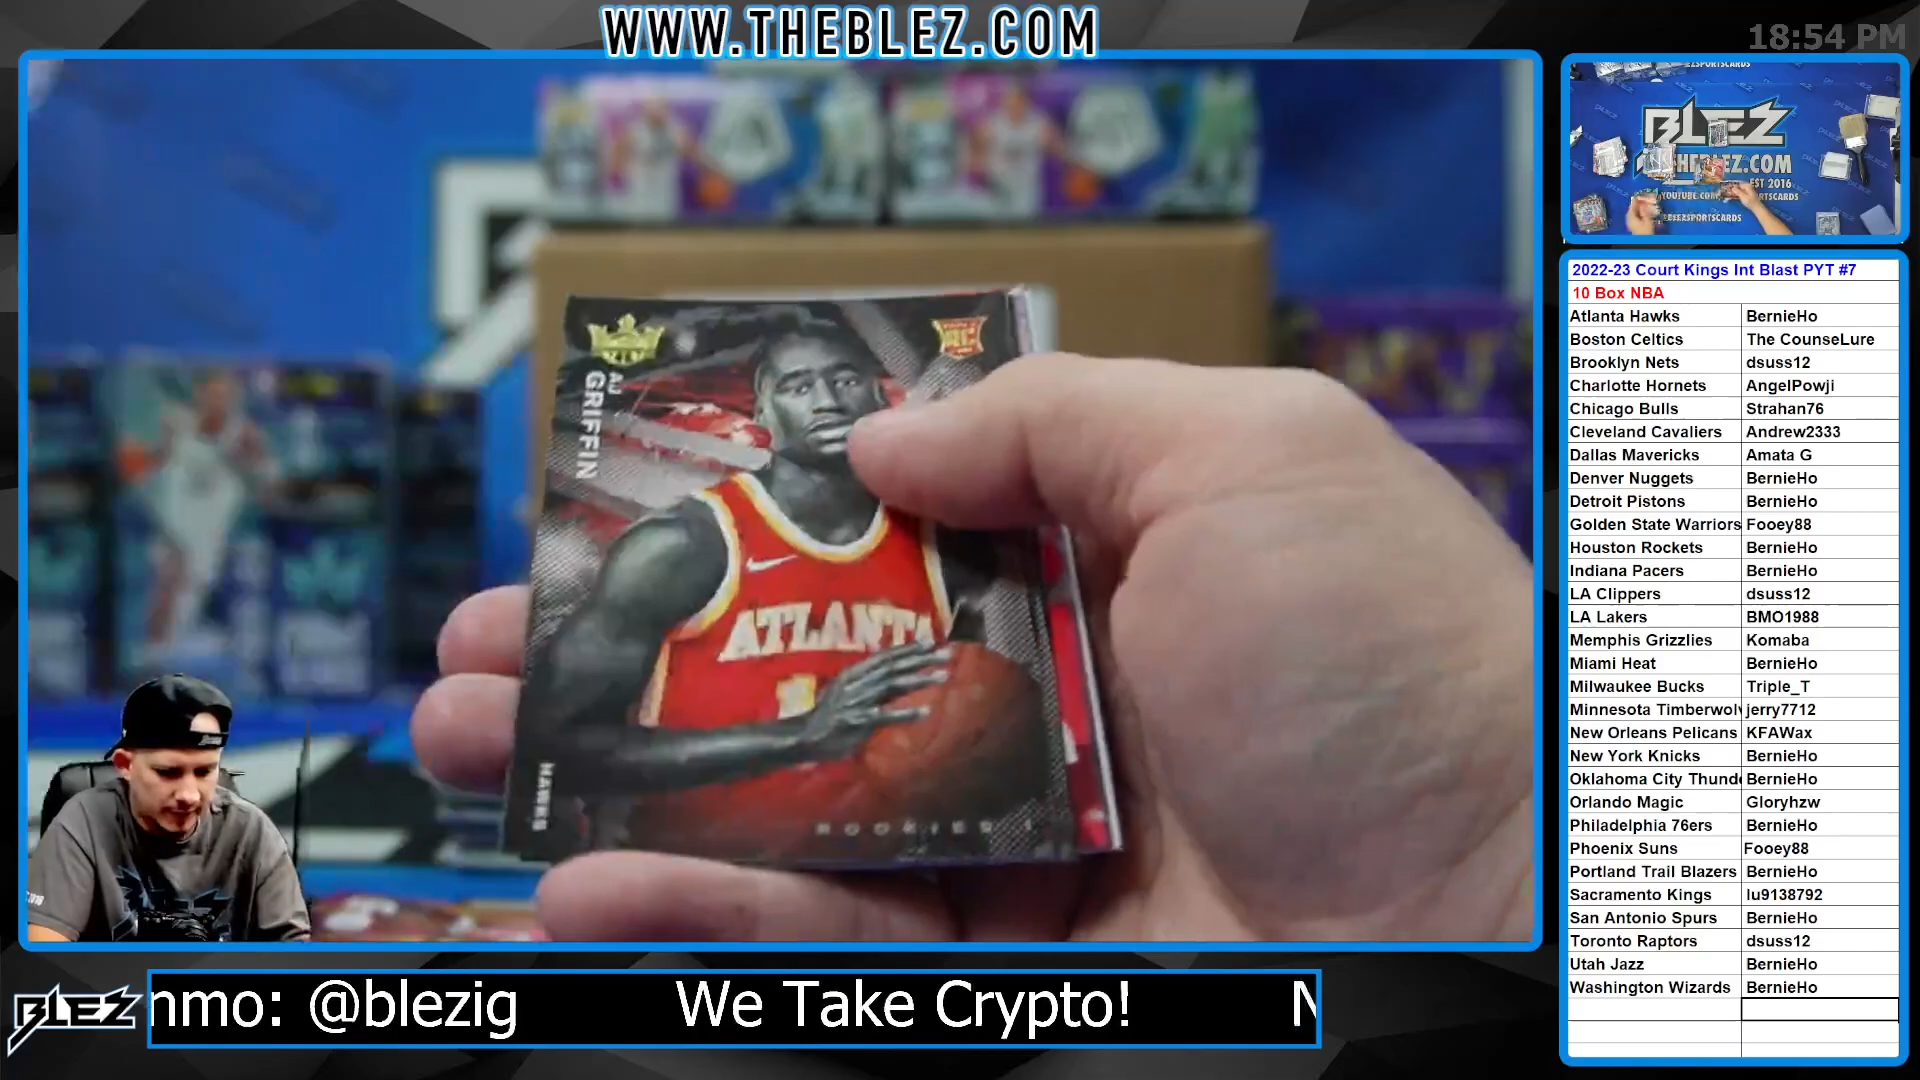 WWW.THEBLEZ.COM
18:54 PM
AJ GRIFFIN
RC
ATLANTA
HAWKS
ROOKIES I
BLEZ
THEBLEZ.COM
EST 2016
2022-23 Court Kings Int Blast PYT #7
10 Box NBA
Atlanta Hawks BernieHo
Boston Celtics The CounseLure
Brooklyn Nets dsuss12
Charlotte Hornets AngelPowji
Chicago Bulls Strahan76
Cleveland Cavaliers Andrew2333
Dallas Mavericks Amata G
Denver Nuggets BernieHo
Detroit Pistons BernieHo
Golden State Warriors Fooey88
Houston Rockets BernieHo
Indiana Pacers BernieHo
LA Clippers dsuss12
LA Lakers BMO1988
Memphis Grizzlies Komaba
Miami Heat BernieHo
Milwaukee Bucks Triple_T
Minnesota Timberwolv jerry7712
New Orleans Pelicans KFAWax
New York Knicks BernieHo
Oklahoma City Thunde BernieHo
Orlando Magic Gloryhzw
Philadelphia 76ers BernieHo
Phoenix Suns Fooey88
Portland Trail Blazers BernieHo
Sacramento Kings lu9138792
San Antonio Spurs BernieHo
Toronto Raptors dsuss12
Utah Jazz BernieHo
Washington Wizards BernieHo
BLEZ
nmo: @blezig We Take Crypto! N